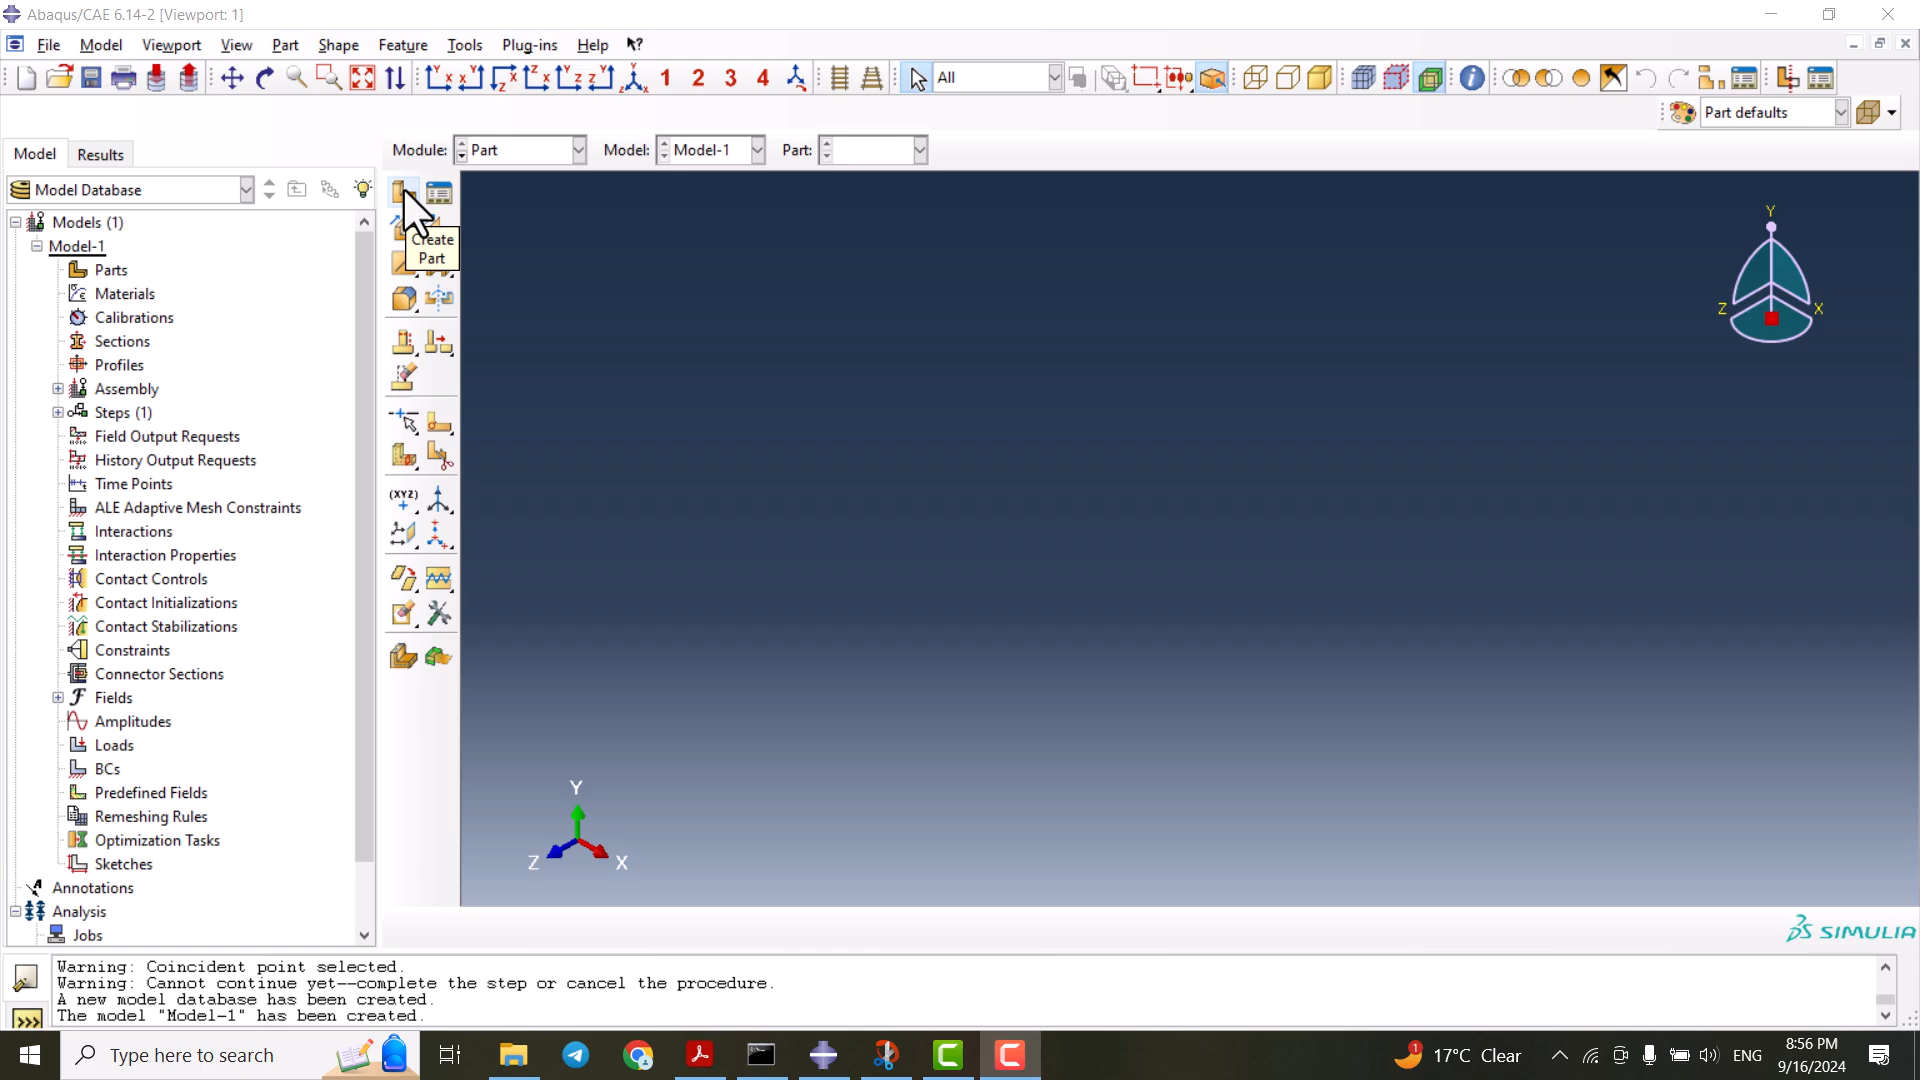 Abaqus/CAE 6.14-2 [Viewport: 1]
File Model Viewport View Part Shape Feature Tools Plug-ins Help
1 2 3 4 All
Part defaults
Model Results
Module: Part Model: Model-1 Part:
Model Database
Models (1)
Model-1
Parts
Materials
Calibrations
Sections
Profiles
Assembly
Steps (1)
Field Output Requests
History Output Requests
Time Points
ALE Adaptive Mesh Constraints
Interactions
Interaction Properties
Contact Controls
Contact Initializations
Contact Stabilizations
Constraints
Connector Sections
Fields
Amplitudes
Loads
BCs
Predefined Fields
Remeshing Rules
Optimization Tasks
Sketches
Annotations
Analysis
Jobs
Create
Part
(XYZ)
Y
Z X
Y
Z X
SIMULIA
Warning: Coincident point selected.
Warning: Cannot continue yet--complete the step or cancel the procedure.
A new model database has been created.
The model "Model-1" has been created.
Type here to search
1 17°C Clear ENG
8:56 PM
9/16/2024